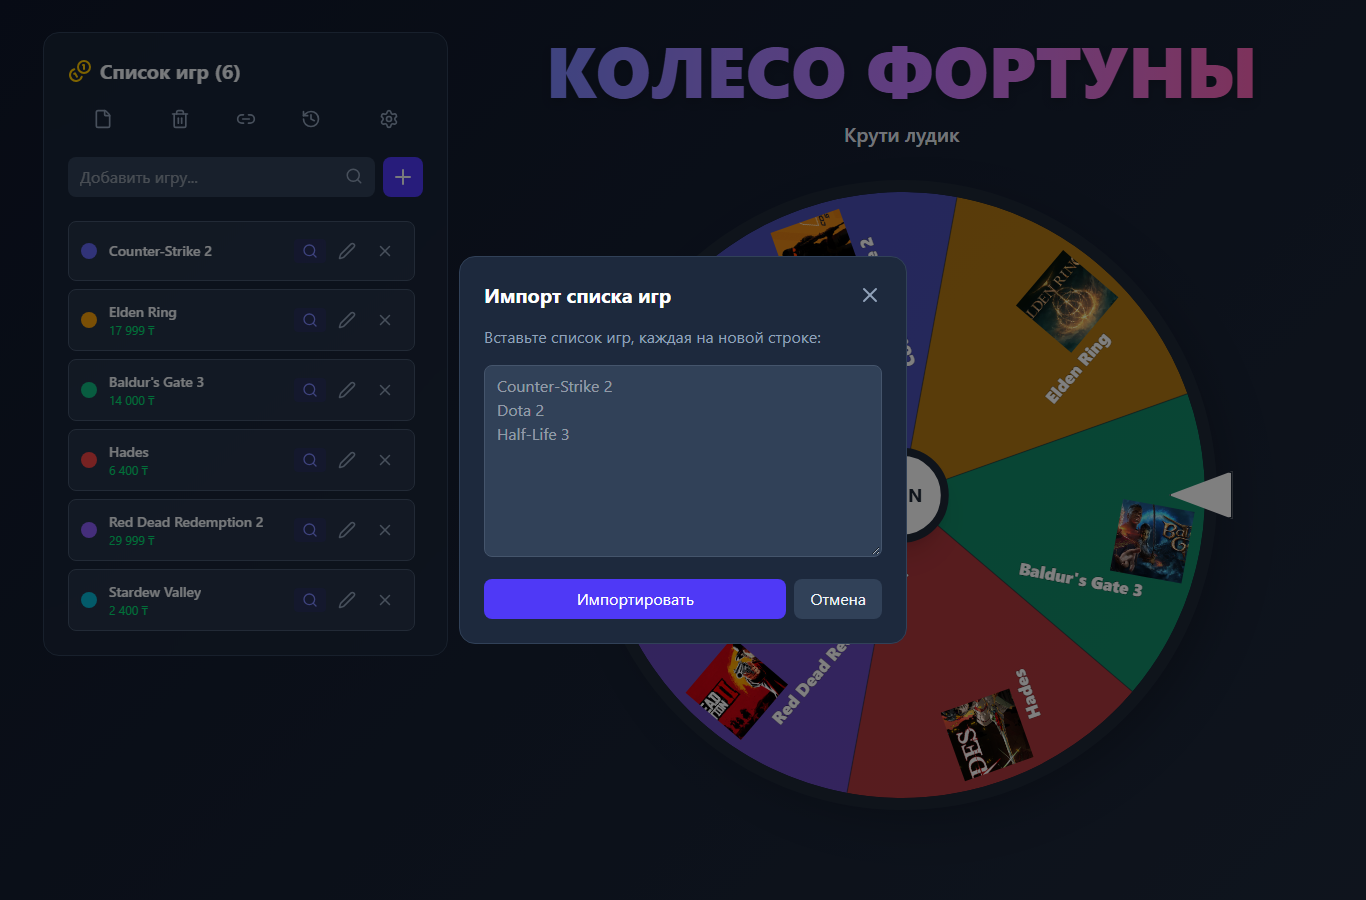 Список игр (6)
Добавить игру...
Counter-Strike 2
Elden Ring
17 999 ₸
Baldur's Gate 3
14 000 ₸
Hades
6 400 ₸
Red Dead Redemption 2
29 999 ₸
Stardew Valley
2 400 ₸
КОЛЕСО ФОРТУНЫ
Крути лудик
Импорт списка игр
Вставьте список игр, каждая на новой строке:
Counter-Strike 2
Dota 2
Half-Life 3
Импортировать
Отмена
2
Elden Ring
Baldur's Gate 3
Hades
Red Dead Re
N